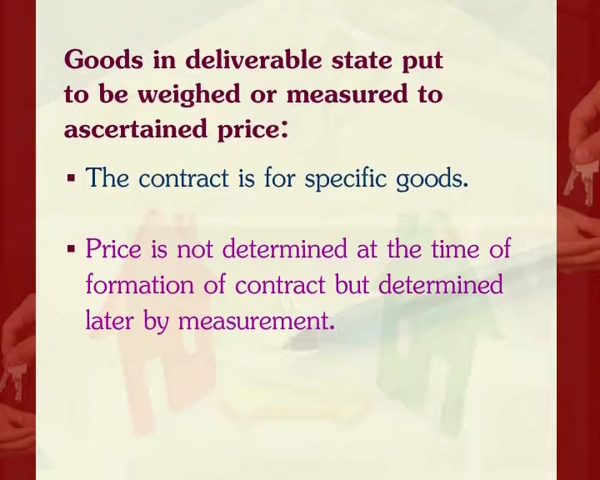 Goods in deliverable state put
to be weighed or measured to
ascertained price:
▪ The contract is for specific goods.
▪ Price is not determined at the time of
formation of contract but determined
later by measurement.